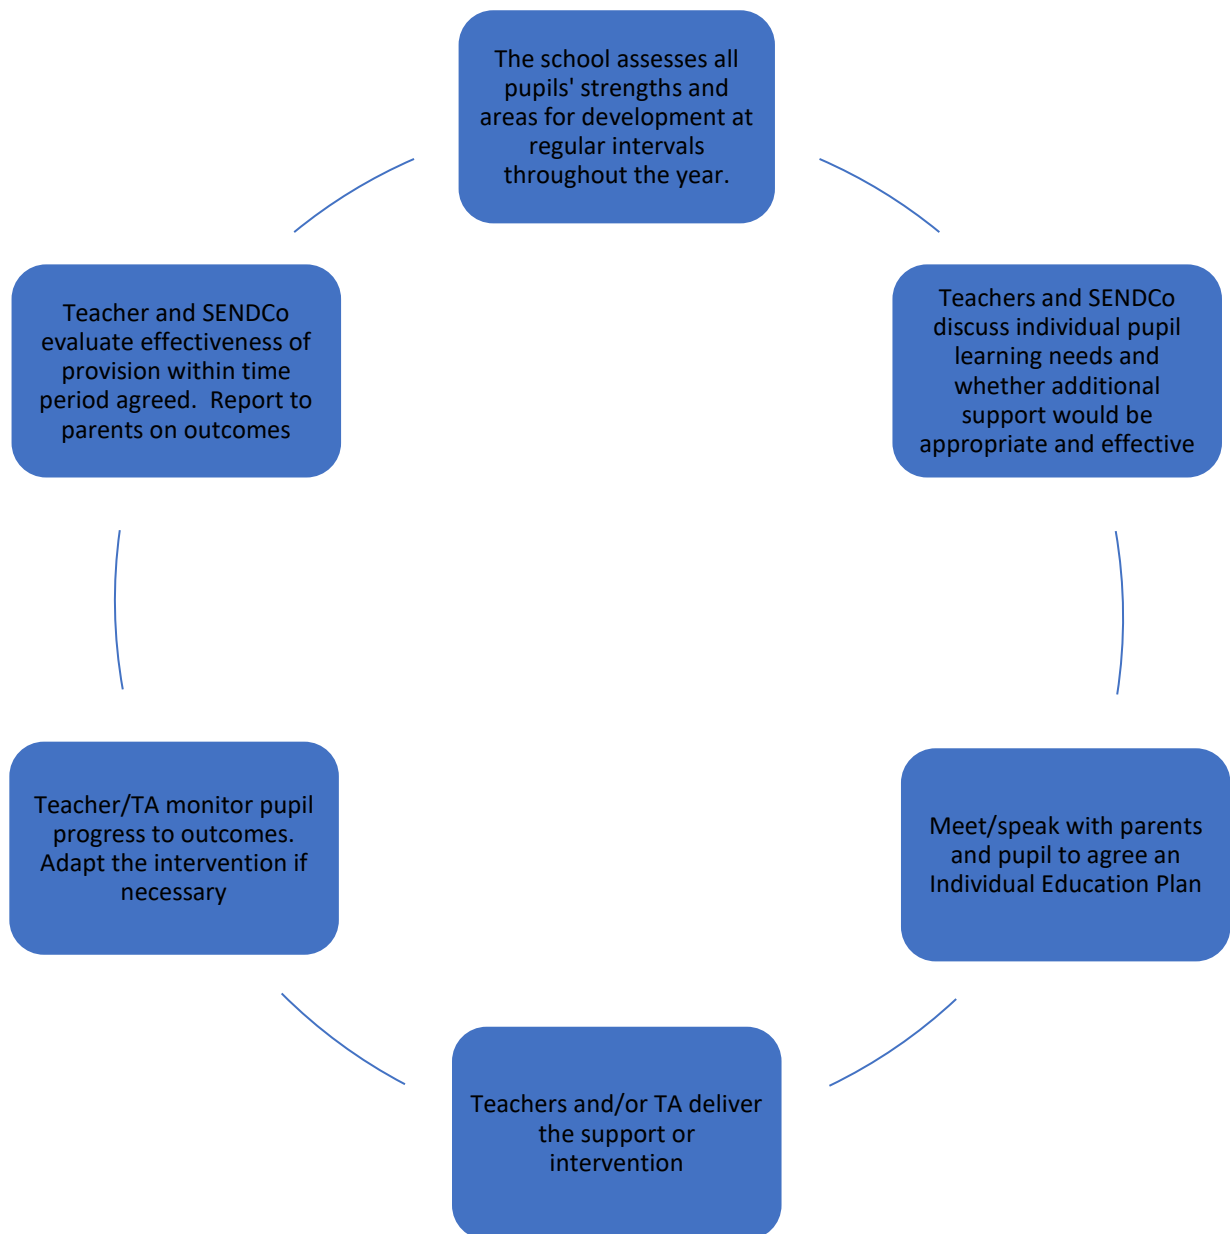 The school assesses all
pupils' strengths and
areas for development at
regular intervals
throughout the year.
Teachers and SENDCo
discuss individual pupil
learning needs and
whether additional
support would be
appropriate and effective
Meet/speak with parents
and pupil to agree an
Individual Education Plan
Teachers and/or TA deliver
the support or
intervention
Teacher/TA monitor pupil
progress to outcomes.
Adapt the intervention if
necessary
Teacher and SENDCo
evaluate effectiveness of
provision within time
period agreed.  Report to
parents on outcomes